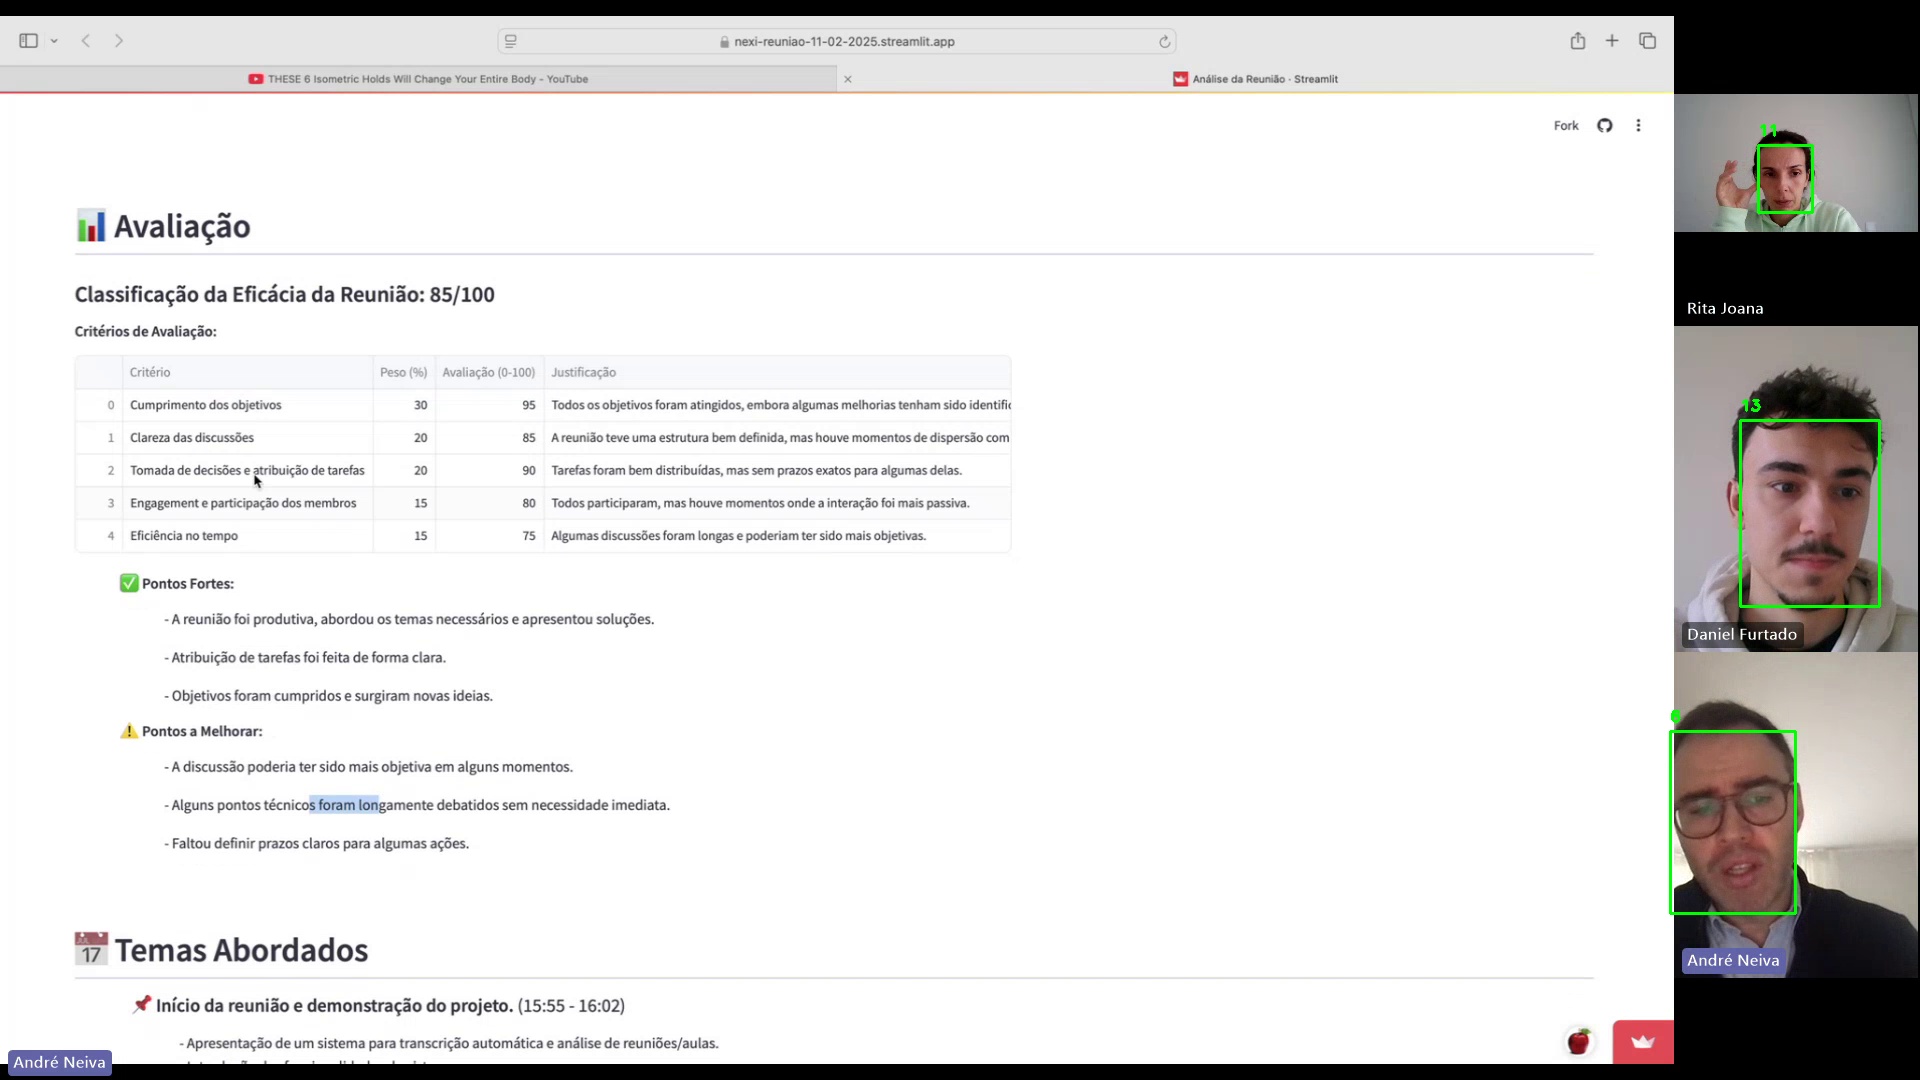 nexi-reuniao-11-02-2025.streamlit.app
THESE 6 Isometric Holds Will Change Your Entire Body - YouTube
Análise da Reunião · Streamlit
Fork
Avaliação
Classificação da Eficácia da Reunião: 85/100
Critérios de Avaliação:
Critério Peso (%) Avaliação (0-100) Justificação
0 Cumprimento dos objetivos 30 95 Todos os objetivos foram atingidos, embora algumas melhorias tenham sido identific
1 Clareza das discussões 20 85 A reunião teve uma estrutura bem definida, mas houve momentos de dispersão com
2 Tomada de decisões e atribuição de tarefas 20 90 Tarefas foram bem distribuídas, mas sem prazos exatos para algumas delas.
3 Engagement e participação dos membros 15 80 Todos participaram, mas houve momentos onde a interação foi mais passiva.
4 Eficiência no tempo 15 75 Algumas discussões foram longas e poderiam ter sido mais objetivas.
Pontos Fortes:
- A reunião foi produtiva, abordou os temas necessários e apresentou soluções.
- Atribuição de tarefas foi feita de forma clara.
- Objetivos foram cumpridos e surgiram novas ideias.
Pontos a Melhorar:
- A discussão poderia ter sido mais objetiva em alguns momentos.
- Alguns pontos técnicos foram longamente debatidos sem necessidade imediata.
- Faltou definir prazos claros para algumas ações.
17 Temas Abordados
Início da reunião e demonstração do projeto. (15:55 - 16:02)
- Apresentação de um sistema para transcrição automática e análise de reuniões/aulas.
André Neiva
11
Rita Joana
13
Daniel Furtado
André Neiva